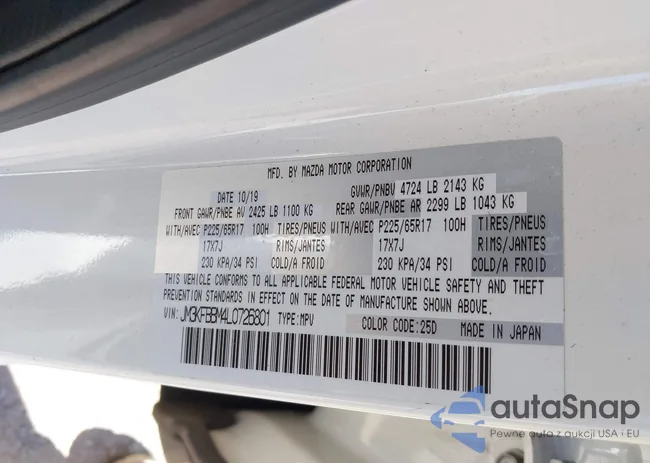 MFD. BY MAZDA MOTOR CORPORATION
DATE 10/19 GVWR/PNBV 4724 LB 2143 KG
FRONT GAWR/PNBE AV 2425 LB 1100 KG REAR GAWR/PNBE AR 2299 LB 1043 KG
WITH/AVEC P225/65R17 100H TIRES/PNEUS WITH/AVEC P225/65R17 100H TIRES/PNEUS
17X7J RIMS/JANTES 17X7J RIMS/JANTES
230 KPA/34 PSI COLD/A FROID 230 KPA/34 PSI COLD/A FROID
THIS VEHICLE CONFORMS TO ALL APPLICABLE FEDERAL MOTOR VEHICLE SAFETY AND THEFT
PREVENTION STANDARDS IN EFFECT ON THE DATE OF MANUFACTURE SHOWN ABOVE.
VIN: JM3KFBBM4L0726801 TYPE:MPV COLOR CODE:25D MADE IN JAPAN
autaSnap
Pewne auto z aukcji USA i EU